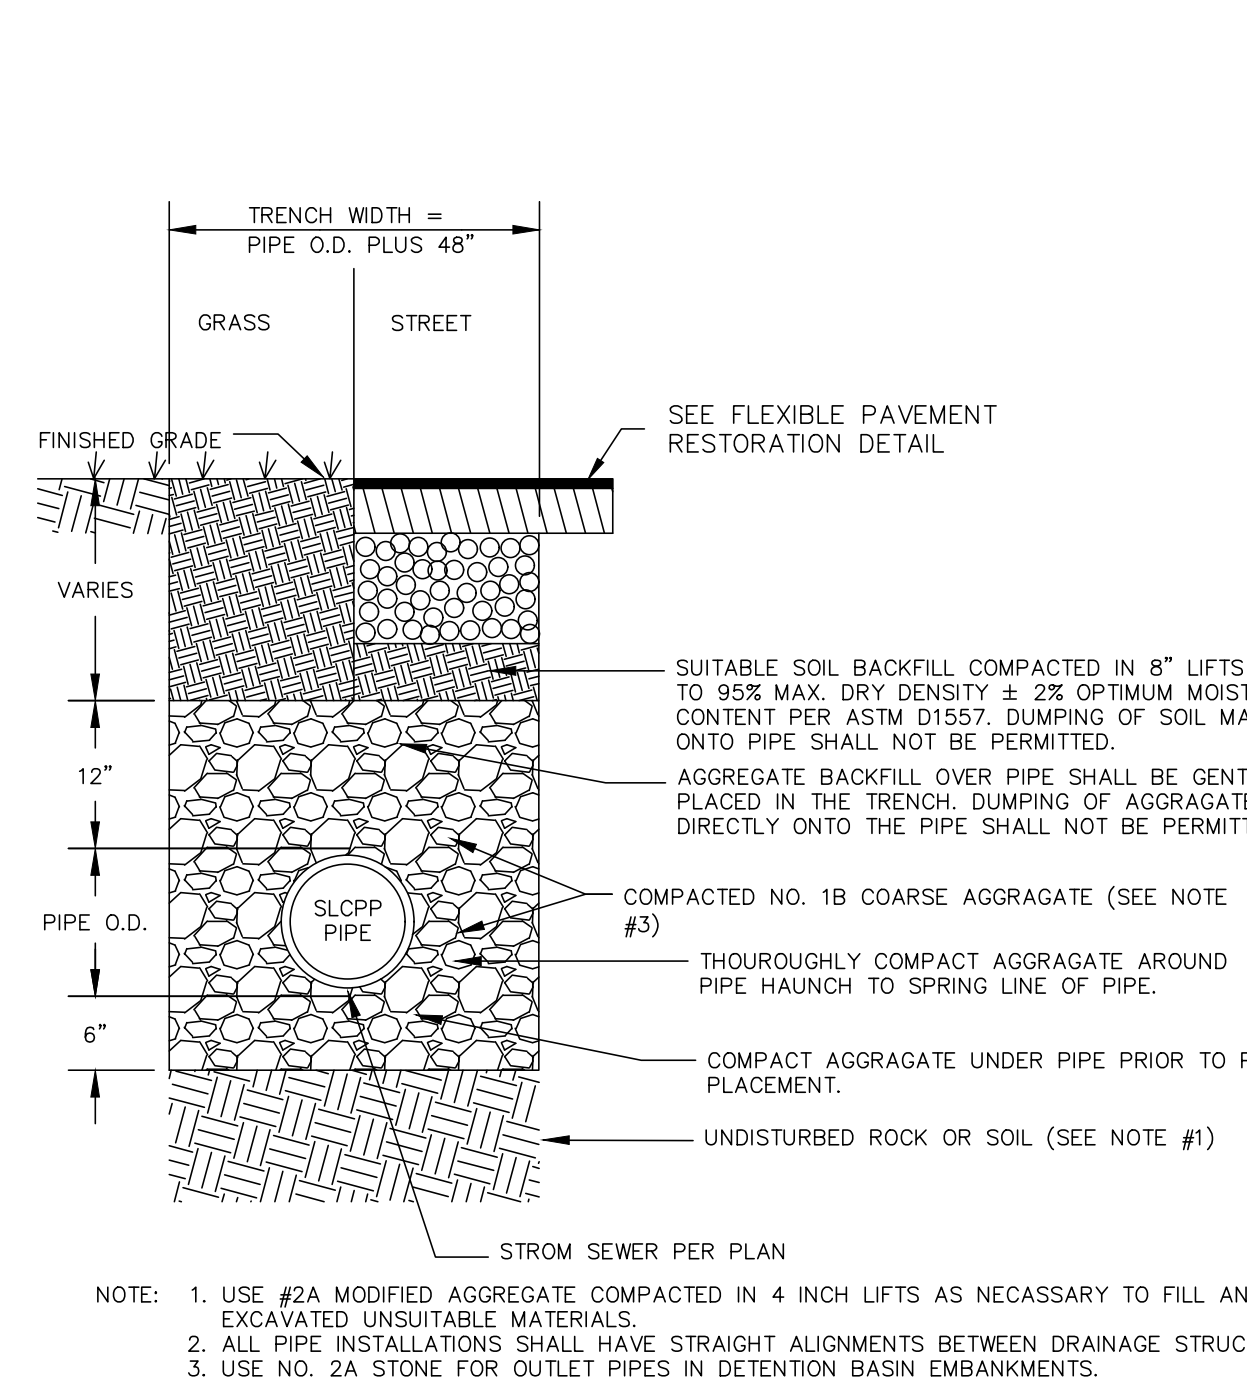 TRENCH WIDTH =
PIPE O.D. PLUS 48"
GRASS
STREET
SEE FLEXIBLE PAVEMENT
RESTORATION DETAIL
FINISHED GRADE
VARIES
SUITABLE SOIL BACKFILL COMPACTED IN 8" LIFTS
TO 95% MAX. DRY DENSITY ± 2% OPTIMUM
CONTENT PER ASTM D1557. DUMPING OF SOIL
ONTO PIPE SHALL NOT BE PERMITTED.
12"
AGGREGATE BACKFILL OVER PIPE SHALL BE
PLACED IN THE TRENCH. DUMPING OF AGGRAGATE
DIRECTLY ONTO THE PIPE SHALL NOT BE
COMPACTED NO. 1B COARSE AGGRAGATE (SEE NOTE
#3)
PIPE O.D.
SLCPP
PIPE
THOUROUGHLY COMPACT AGGRAGATE AROUND
PIPE HAUNCH TO SPRING LINE OF PIPE.
6"
COMPACT AGGRAGATE UNDER PIPE PRIOR TO
PLACEMENT.
UNDISTURBED ROCK OR SOIL (SEE NOTE #1)
STROM SEWER PER PLAN
NOTE: 1. USE #2A MODIFIED AGGREGATE COMPACTED IN 4 INCH LIFTS AS NECASSARY TO FILL
EXCAVATED UNSUITABLE MATERIALS.
2. ALL PIPE INSTALLATIONS SHALL HAVE STRAIGHT ALIGNMENTS BETWEEN DRAINAGE
3. USE NO. 2A STONE FOR OUTLET PIPES IN DETENTION BASIN EMBANKMENTS.